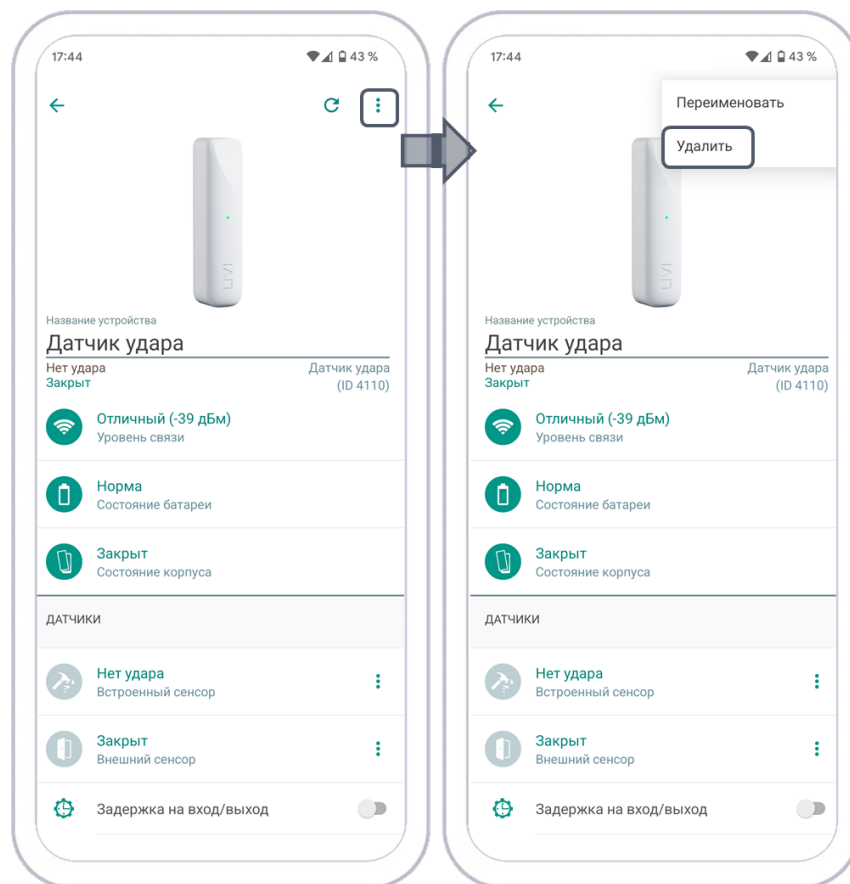 17:44
43 %
Название устройства
Датчик удара
Нет удара
Датчик удара
Закрыт
(ID 4110)
Отличный (-39 дБм)
Уровень связи
Норма
Состояние батареи
Закрыт
Состояние корпуса
ДАТЧИКИ
Нет удара
Встроенный сенсор
Закрыт
Внешний сенсор
Задержка на вход/выход
LIVI
17:44
43 %
Переименовать
Удалить
LIVI
Название устройства
Датчик удара
Нет удара
Датчик удара
Закрыт
(ID 4110)
Отличный (-39 дБм)
Уровень связи
Норма
Состояние батареи
Закрыт
Состояние корпуса
ДАТЧИКИ
Нет удара
Встроенный сенсор
Закрыт
Внешний сенсор
Задержка на вход/выход